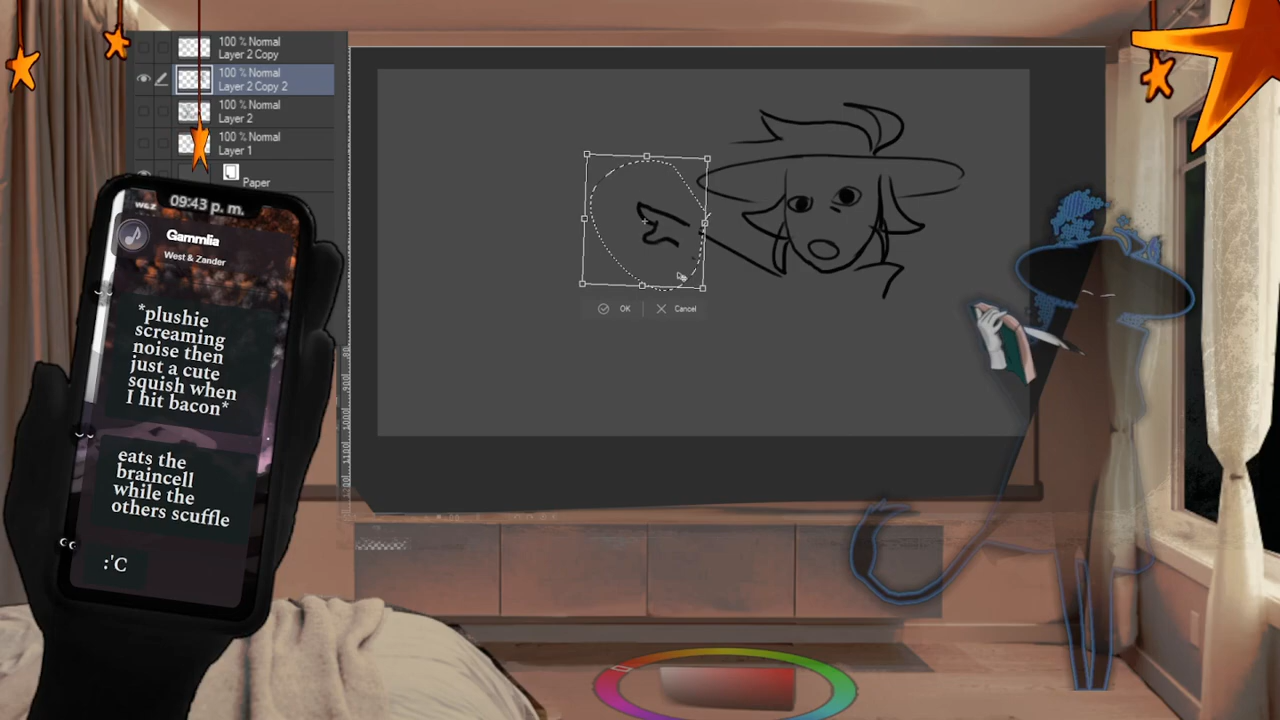 100 % Normal
Layer 2 Copy
100 % Normal
Layer 2 Copy 2
100 % Normal
Layer 2
100 % Normal
Layer 1
Paper
W&Z
09:43 p. m.
Gammlia
West & Zander
*plushie
screaming
noise then
just a cute
squish when
I hit bacon*
eats the
braincell
while the
others scuffle
:'C
OK
Cancel